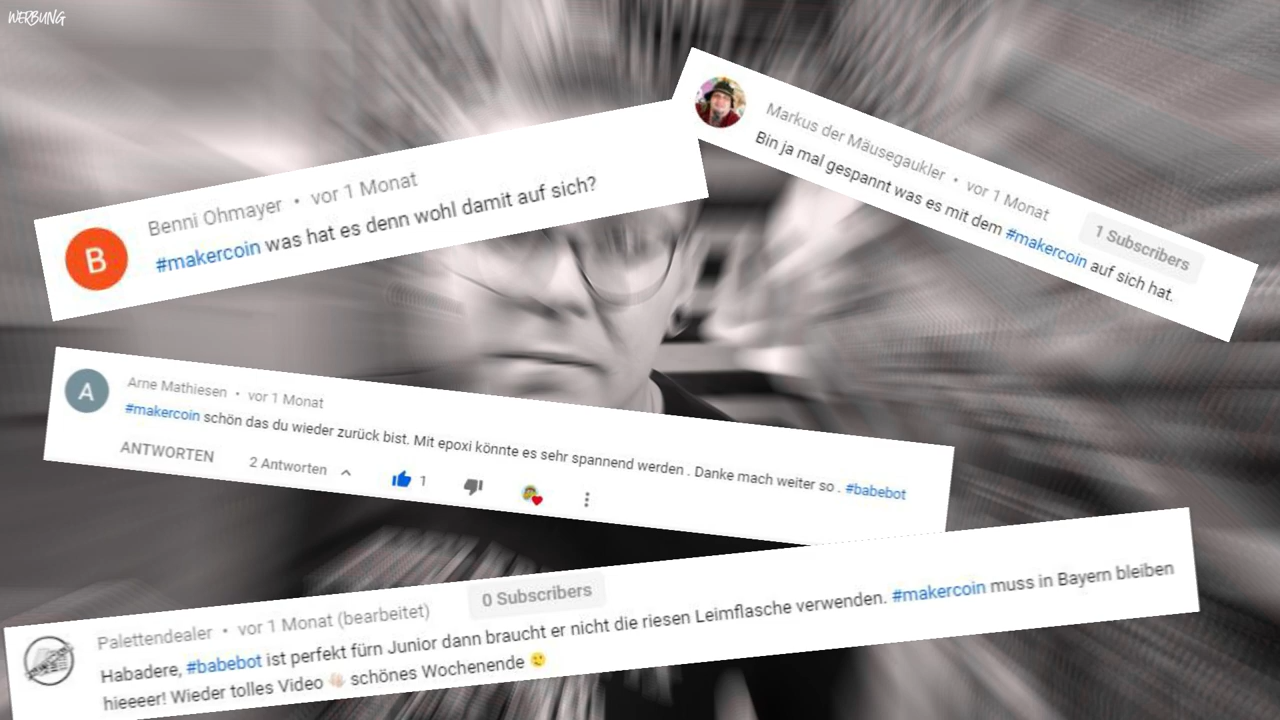 WERBUNG
Markus der Mäusegaukler • vor 1 Monat
1 Subscribers
Bin ja mal gespannt was es mit dem #makercoin auf sich hat.
Benni Ohmayer • vor 1 Monat
B
#makercoin was hat es denn wohl damit auf sich?
Arne Mathiesen • vor 1 Monat
A
#makercoin schön das du wieder zurück bist. Mit epoxi könnte es sehr spannend werden . Danke mach weiter so . #babebot
ANTWORTEN 2 Antworten 1
Palettendealer • vor 1 Monat (bearbeitet) 0 Subscribers
Habadere, #babebot ist perfekt fürn Junior dann braucht er nicht die riesen Leimflasche verwenden. #makercoin muss in Bayern bleiben
hieeeer! Wieder tolles Video 👋🏻 schönes Wochenende 🙂